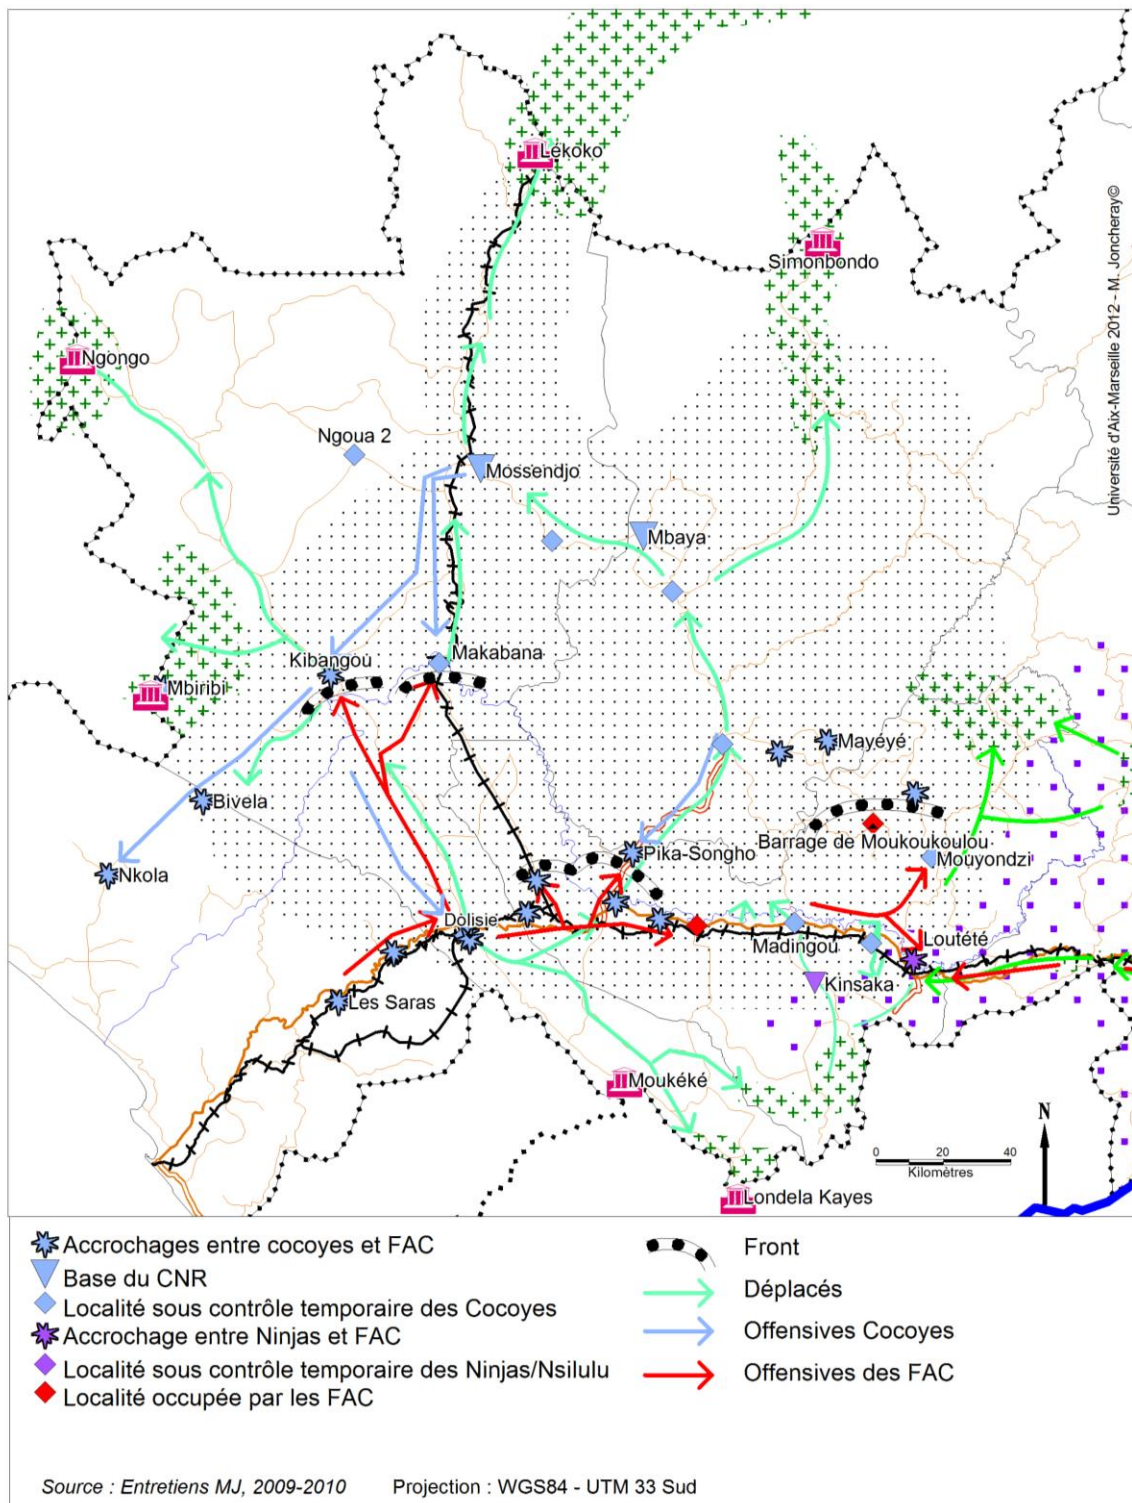 Lékoko
Simonbondo
Ngongo
Ngoua 2
Mossendjo
Mbaya
Kibangou
Makabana
Mbiribi
Mayéyé
Bivela
Barrage de Moukoukoulou
Pika-Songho
Mouyondzi
Nkola
Dolisie
Madingou
Loutété
Kinsaka
Les Saras
Moukéké
Londela Kayes
N
0 20 40
Kilomètres
Université d'Aix-Marseille 2012 - M. Joncheray©
Accrochages entre cocoyes et FAC
Base du CNR
Localité sous contrôle temporaire des Cocoyes
Accrochage entre Ninjas et FAC
Localité sous contrôle temporaire des Ninjas/Nsilulu
Localité occupée par les FAC
Front
Déplacés
Offensives Cocoyes
Offensives des FAC
Source : Entretiens MJ, 2009-2010 Projection : WGS84 - UTM 33 Sud